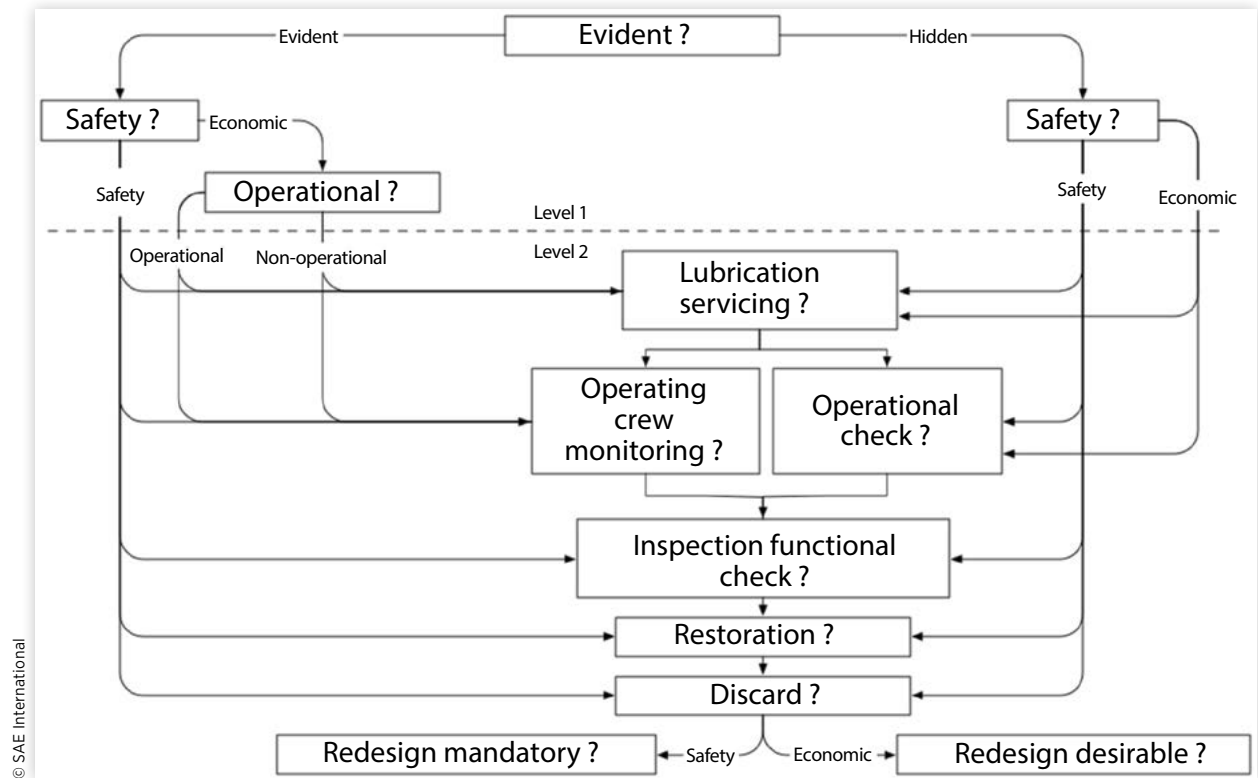 Evident ?
Evident
Hidden
Safety ?
Economic
Safety ?
Safety
Operational ?
Safety
Economic
Level 1
Level 2
Operational
Non-operational
Lubrication
servicing ?
Operating
crew
monitoring ?
Operational
check ?
Inspection functional
check ?
Restoration ?
Discard ?
Redesign mandatory ?
Safety
Economic
Redesign desirable ?
© SAE International